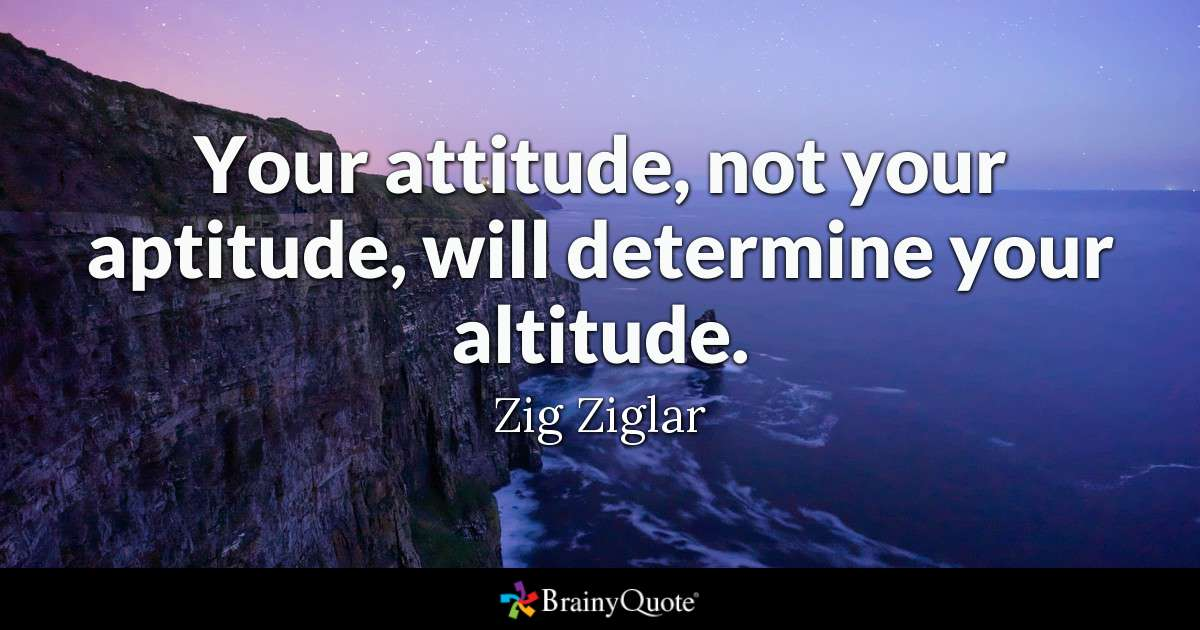 Your attitude, not your
aptitude, will determine your
altitude.
Zig Ziglar
BrainyQuote®